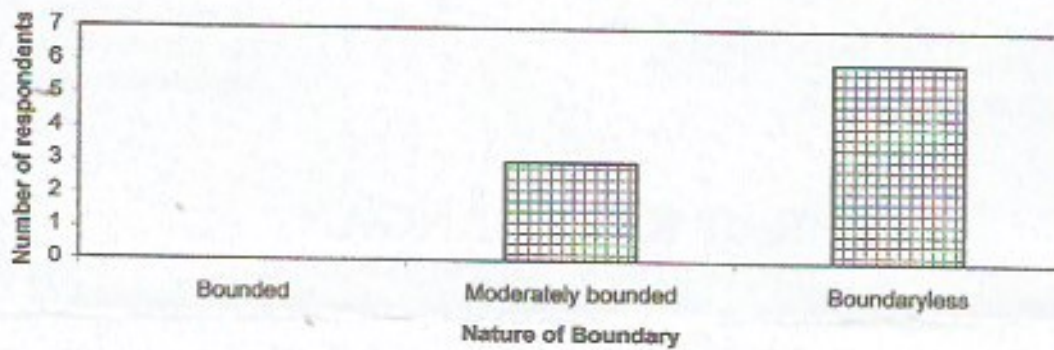 Number of respondents
7
6
5
4
3
2
1
0
Bounded
Moderately bounded
Boundaryless
Nature of Boundary